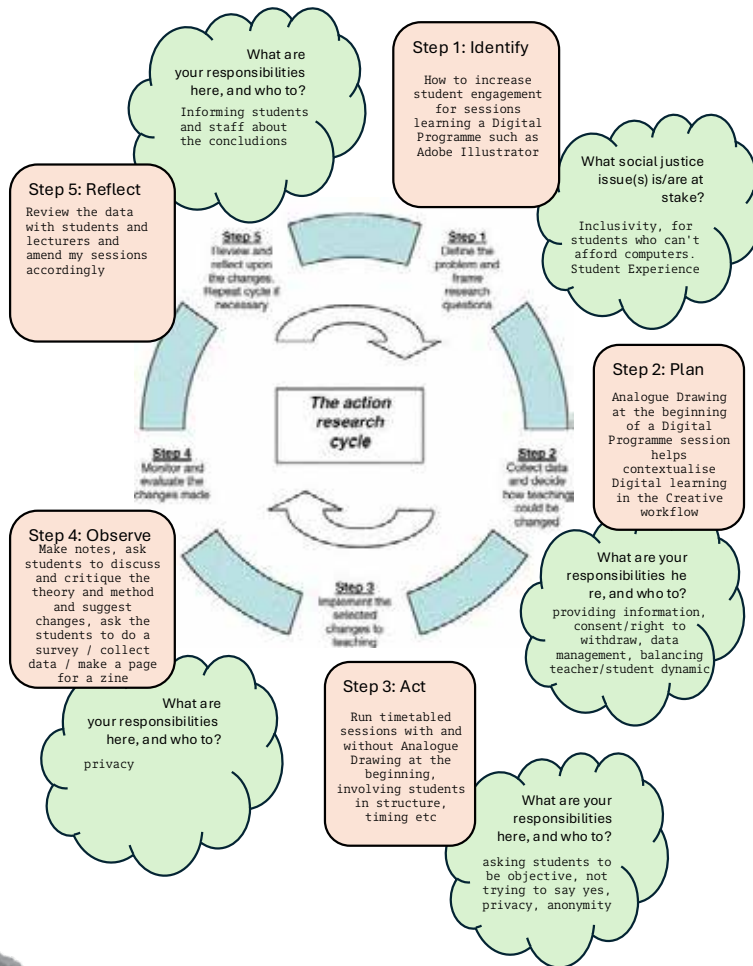 What are
your responsibilities
here, and who to?
Informing students
and staff about
the concludions
Step 1: Identify
How to increase
student engagement
for sessions
learning a Digital
Programme such as
Adobe Illustrator
What social justice
issue(s) is/are at
stake?
Inclusivity, for
students who can't
afford computers.
Student Experience
Step 5: Reflect
Review the data
with students and
lecturers and
amend my sessions
accordingly
Step 5
Review and
reflect upon
the changes.
Repeat cycle if
necessary
Step 1
Define the
problem and
frame
research
questions
The action
research
cycle
Step 2: Plan
Analogue Drawing
at the beginning
of a Digital
Programme session
helps
contextualise
Digital learning
in the Creative
workflow
Step 4
Monitor and
evaluate the
changes made
Step 2
Collect data
and decide
how teaching
could be
changed
Step 4: Observe
Make notes, ask
students to discuss
and critique the
theory and method
and suggest
changes, ask the
students to do a
survey / collect
data / make a page
for a zine
What are your
responsibilities he
re, and who to?
providing information,
consent/right to
withdraw, data
management, balancing
teacher/student dynamic
Step 3
Implement the
selected
changes to
teaching
What are
your responsibilities
here, and who to?
privacy
Step 3: Act
Run timetabled
sessions with and
without Analogue
Drawing at the
beginning,
involving students
in structure,
timing etc
What are your
responsibilities
here, and who to?
asking students to
be objective, not
trying to say yes,
privacy, anonymity